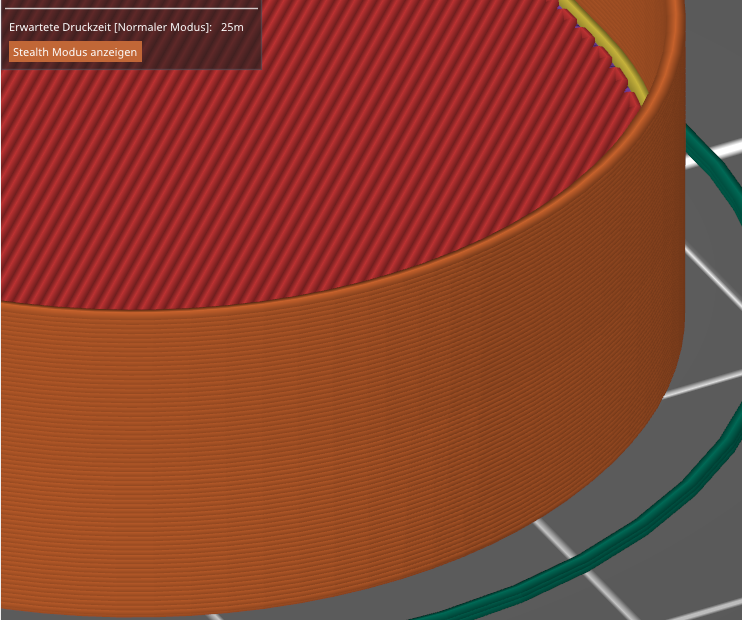 Erwartete Druckzeit [Normaler Modus]: 25m
Stealth Modus anzeigen